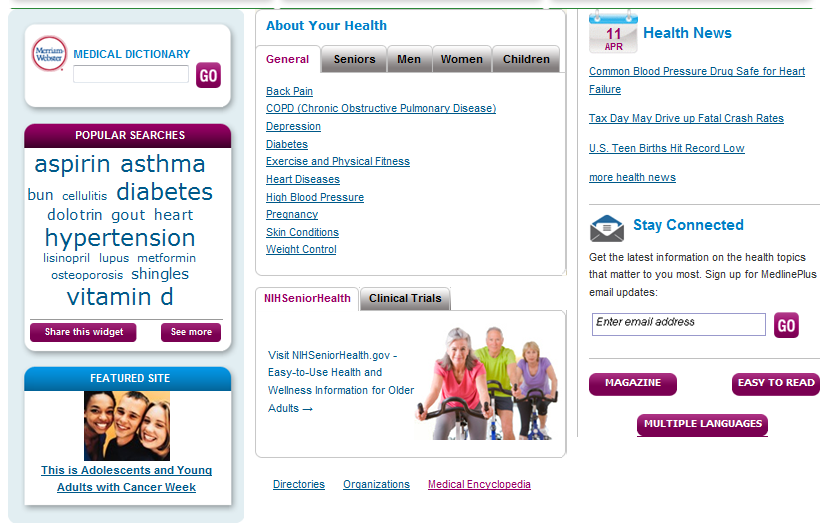 Merriam-
Webster
MEDICAL DICTIONARY
GO
POPULAR SEARCHES
aspirin asthma
bun cellulitis diabetes
dolotrin gout heart
hypertension
lisinopril lupus metformin
osteoporosis shingles
vitamin d
Share this widget
See more
FEATURED SITE
This is Adolescents and Young
Adults with Cancer Week
About Your Health
General
Seniors
Men
Women
Children
Back Pain
COPD (Chronic Obstructive Pulmonary Disease)
Depression
Diabetes
Exercise and Physical Fitness
Heart Diseases
High Blood Pressure
Pregnancy
Skin Conditions
Weight Control
NIHSeniorHealth
Clinical Trials
Visit NIHSeniorHealth.gov -
Easy-to-Use Health and
Wellness Information for Older
Adults →
Directories
Organizations
Medical Encyclopedia
11
APR
Health News
Common Blood Pressure Drug Safe for Heart
Failure
Tax Day May Drive up Fatal Crash Rates
U.S. Teen Births Hit Record Low
more health news
Stay Connected
Get the latest information on the health topics
that matter to you most. Sign up for MedlinePlus
email updates:
Enter email address
GO
MAGAZINE
EASY TO READ
MULTIPLE LANGUAGES